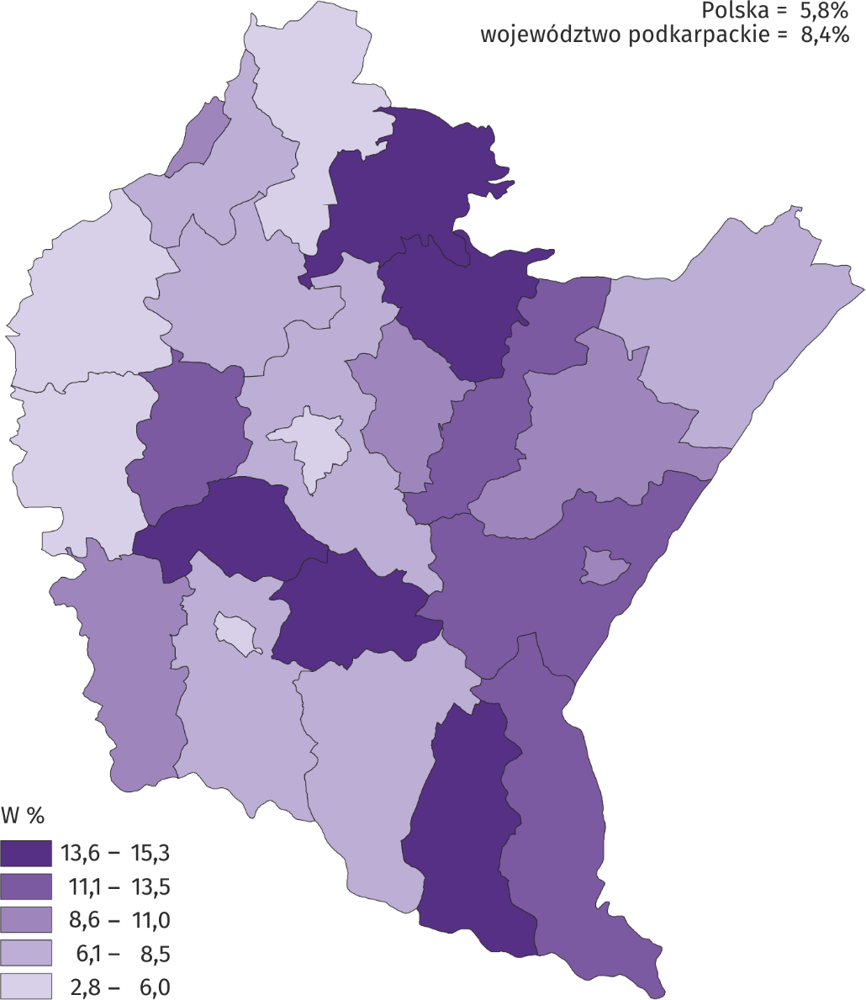 Polska = 5,8%
województwo podkarpackie = 8,4%
W %
13,6 – 15,3
11,1 – 13,5
8,6 – 11,0
6,1 – 8,5
2,8 – 6,0